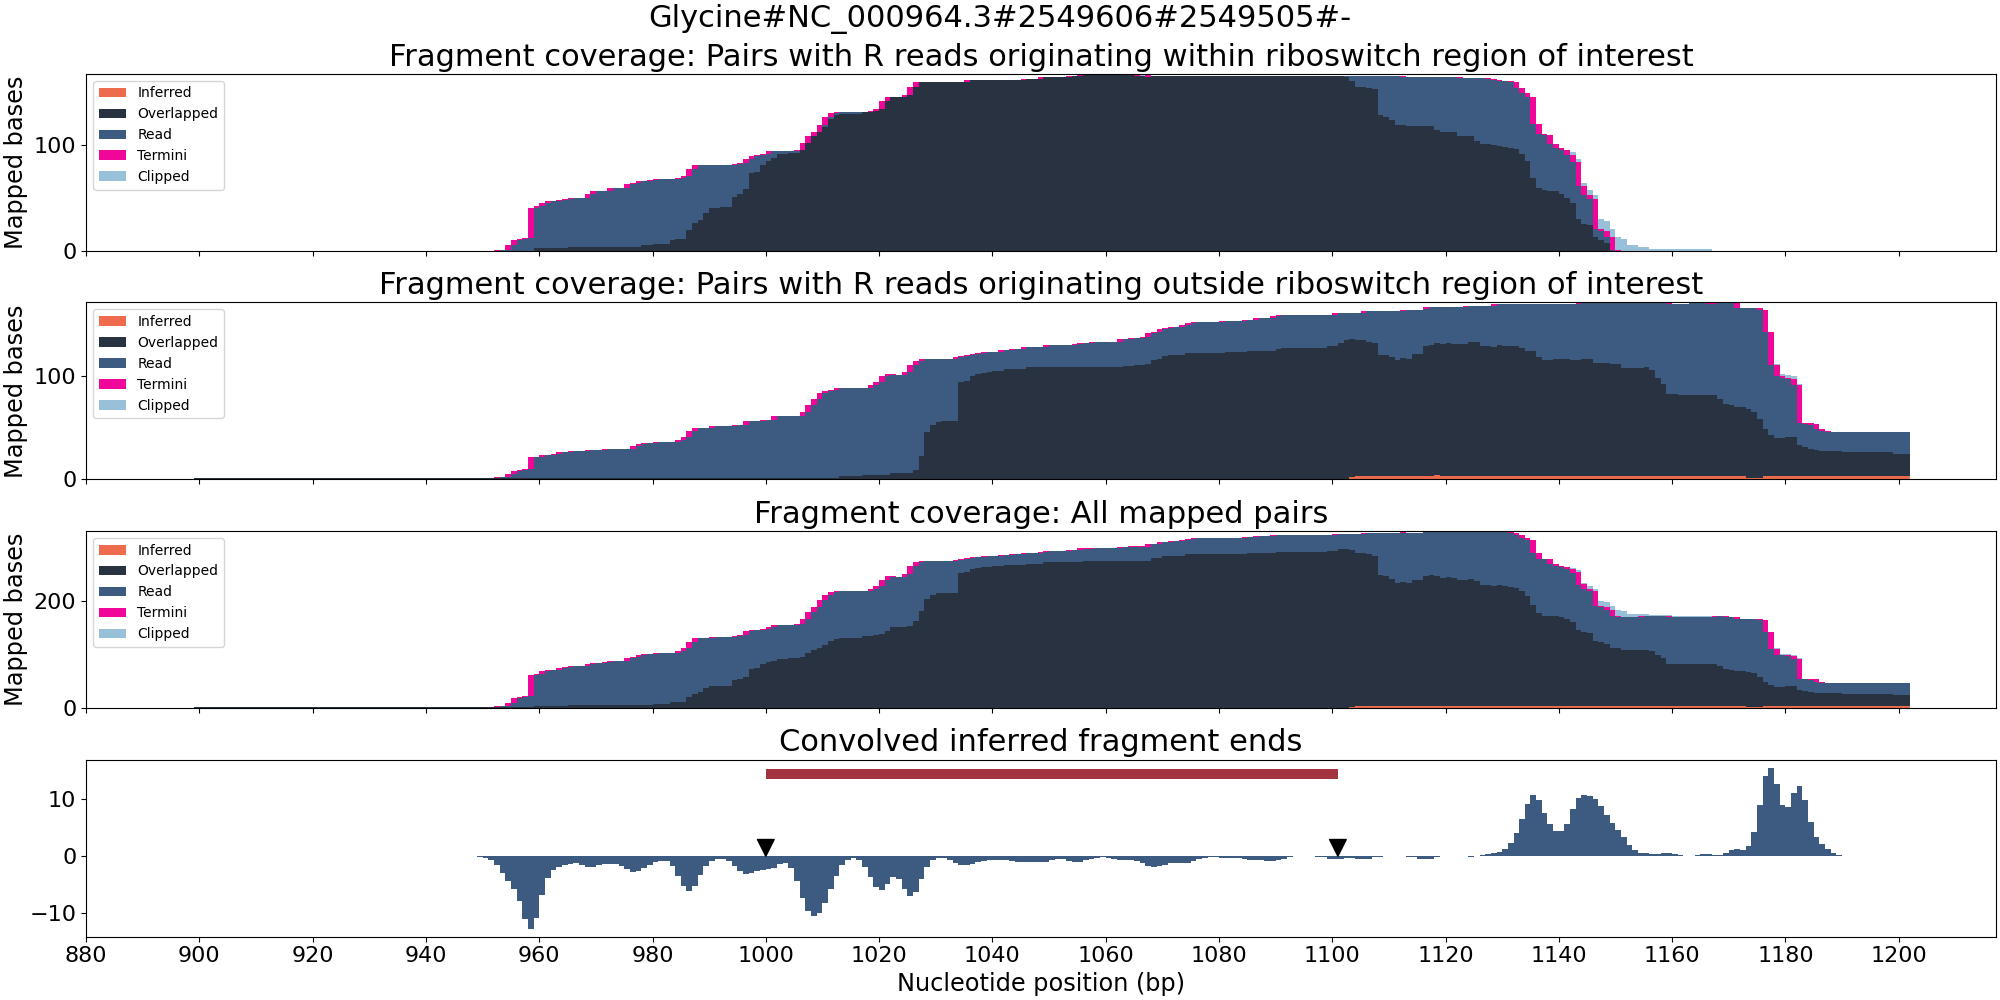 Glycine#NC_000964.3#2549606#2549505#-
Fragment coverage: Pairs with R reads originating within riboswitch region of interest
Mapped bases
100
0
Inferred
Overlapped
Read
Termini
Clipped
Fragment coverage: Pairs with R reads originating outside riboswitch region of interest
Mapped bases
100
0
Inferred
Overlapped
Read
Termini
Clipped
Fragment coverage: All mapped pairs
Mapped bases
200
0
Inferred
Overlapped
Read
Termini
Clipped
Convolved inferred fragment ends
10
0
−10
880 900 920 940 960 980 1000 1020 1040 1060 1080 1100 1120 1140 1160 1180 1200
Nucleotide position (bp)